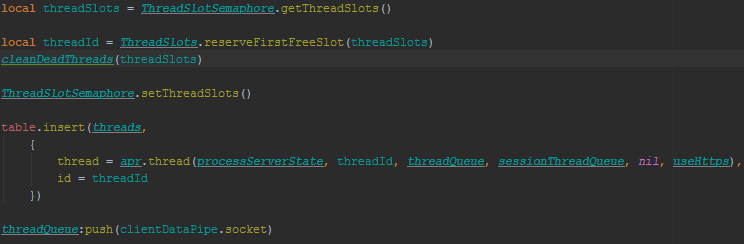 local threadSlots = ThreadSlotSemaphore.getThreadSlots()
local threadId = ThreadSlots.reserveFirstFreeSlot(threadSlots)
cleanDeadThreads(threadSlots)
ThreadSlotSemaphore.setThreadSlots()
table.insert(threads,
{
thread = apr.thread(processServerState, threadId, threadQueue, sessionThreadQueue, nil, useHttps),
id = threadId
})
threadQueue:push(clientDataPipe.socket)